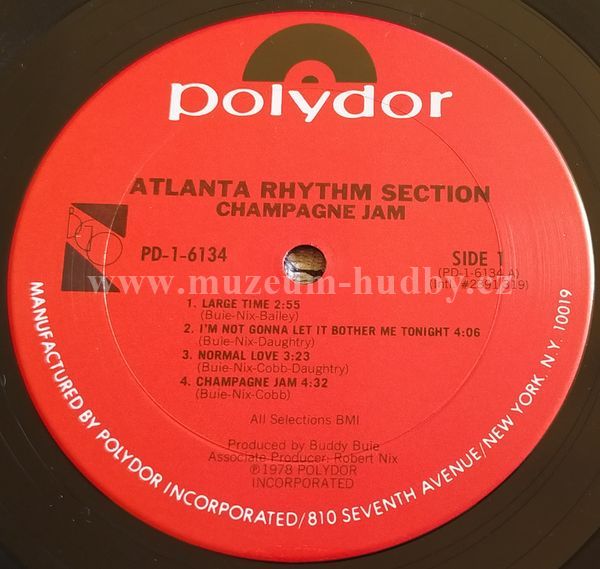 polydor
ATLANTA RHYTHM SECTION
CHAMPAGNE JAM
PD-1-6134
SIDE 1
(PD-1-6134 A)
(Intl. #2391/319)
www.muzeum-hudby.cz
1. LARGE TIME 2:55
(Buie-Nix-Bailey)
2. I'M NOT GONNA LET IT BOTHER ME TONIGHT 4:06
(Buie-Nix-Daughtry)
3. NORMAL LOVE 3:23
(Buie-Nix-Cobb-Daughtry)
4. CHAMPAGNE JAM 4:32
(Buie-Nix-Cobb)
All Selections BMI
Produced by Buddy Buie
Associate Producer: Robert Nix
℗1978 POLYDOR
INCORPORATED
MANUFACTURED BY POLYDOR INCORPORATED/810 SEVENTH AVENUE/NEW YORK, N.Y. 10019